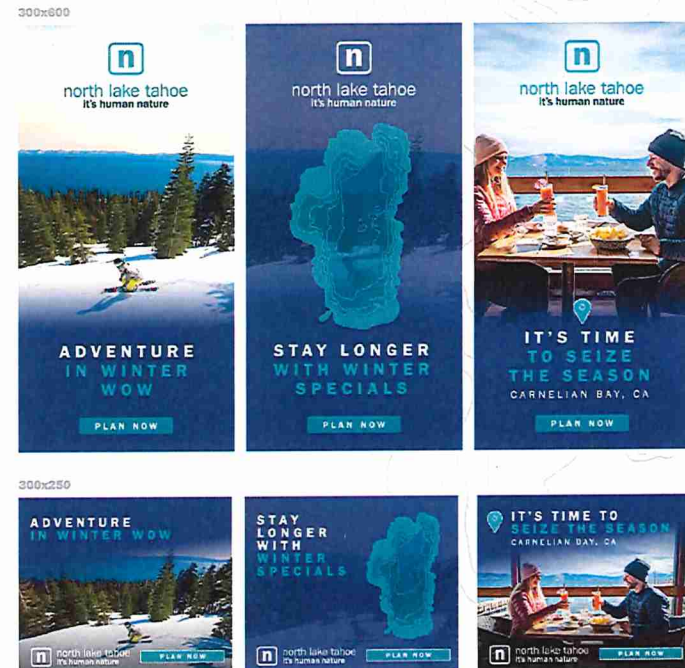 300x600
n
north lake tahoe
it's human nature
ADVENTURE
IN WINTER
WOW
PLAN NOW
n
north lake tahoe
it's human nature
STAY LONGER
WITH WINTER
SPECIALS
PLAN NOW
n
north lake tahoe
it's human nature
IT'S TIME
TO SEIZE
THE SEASON
CARNELIAN BAY, CA
PLAN NOW
300x250
ADVENTURE
IN WINTER WOW
n
north lake tahoe
it's human nature
PLAN NOW
STAY
LONGER
WITH
WINTER
SPECIALS
n
north lake tahoe
it's human nature
PLAN NOW
IT'S TIME TO
SEIZE THE SEASON
CARNELIAN BAY, CA
n
north lake tahoe
it's human nature
PLAN NOW